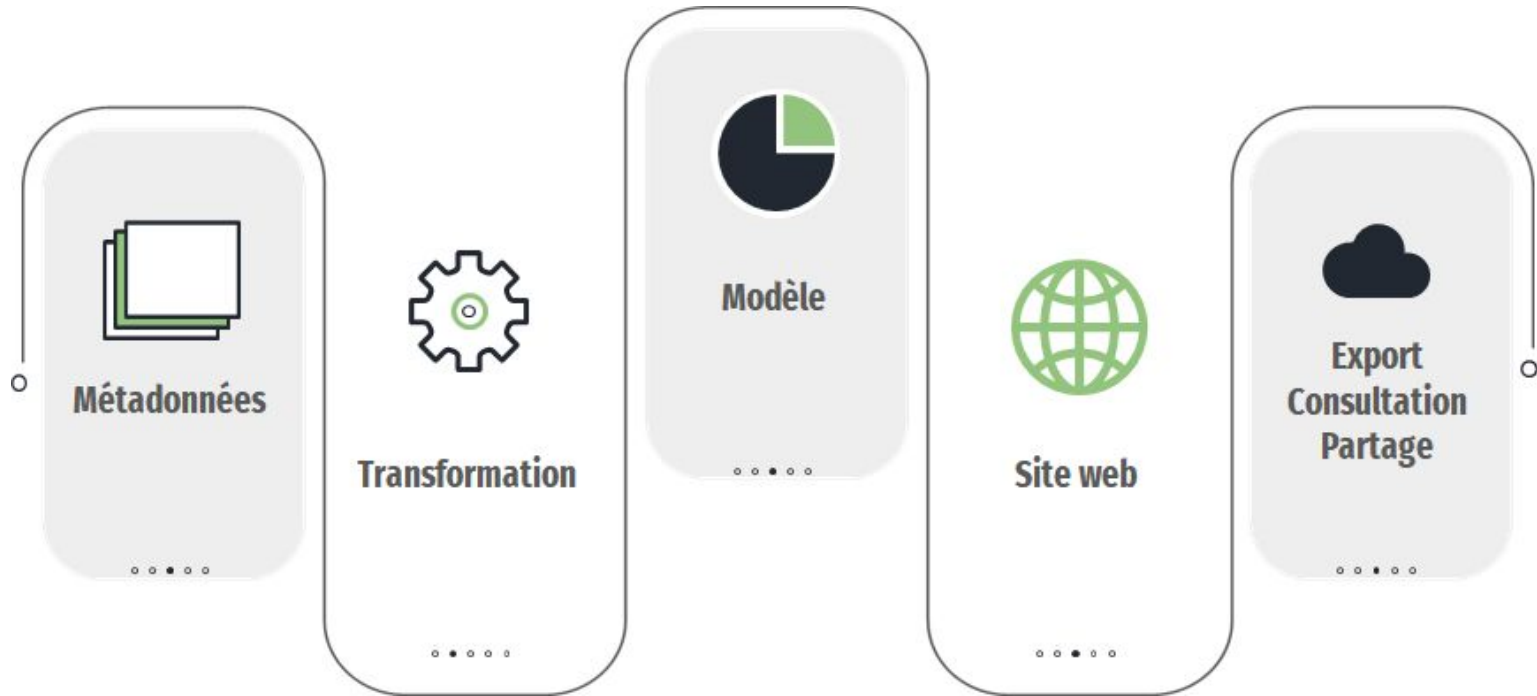 Métadonnées
Transformation
Modèle
Site web
Export
Consultation
Partage